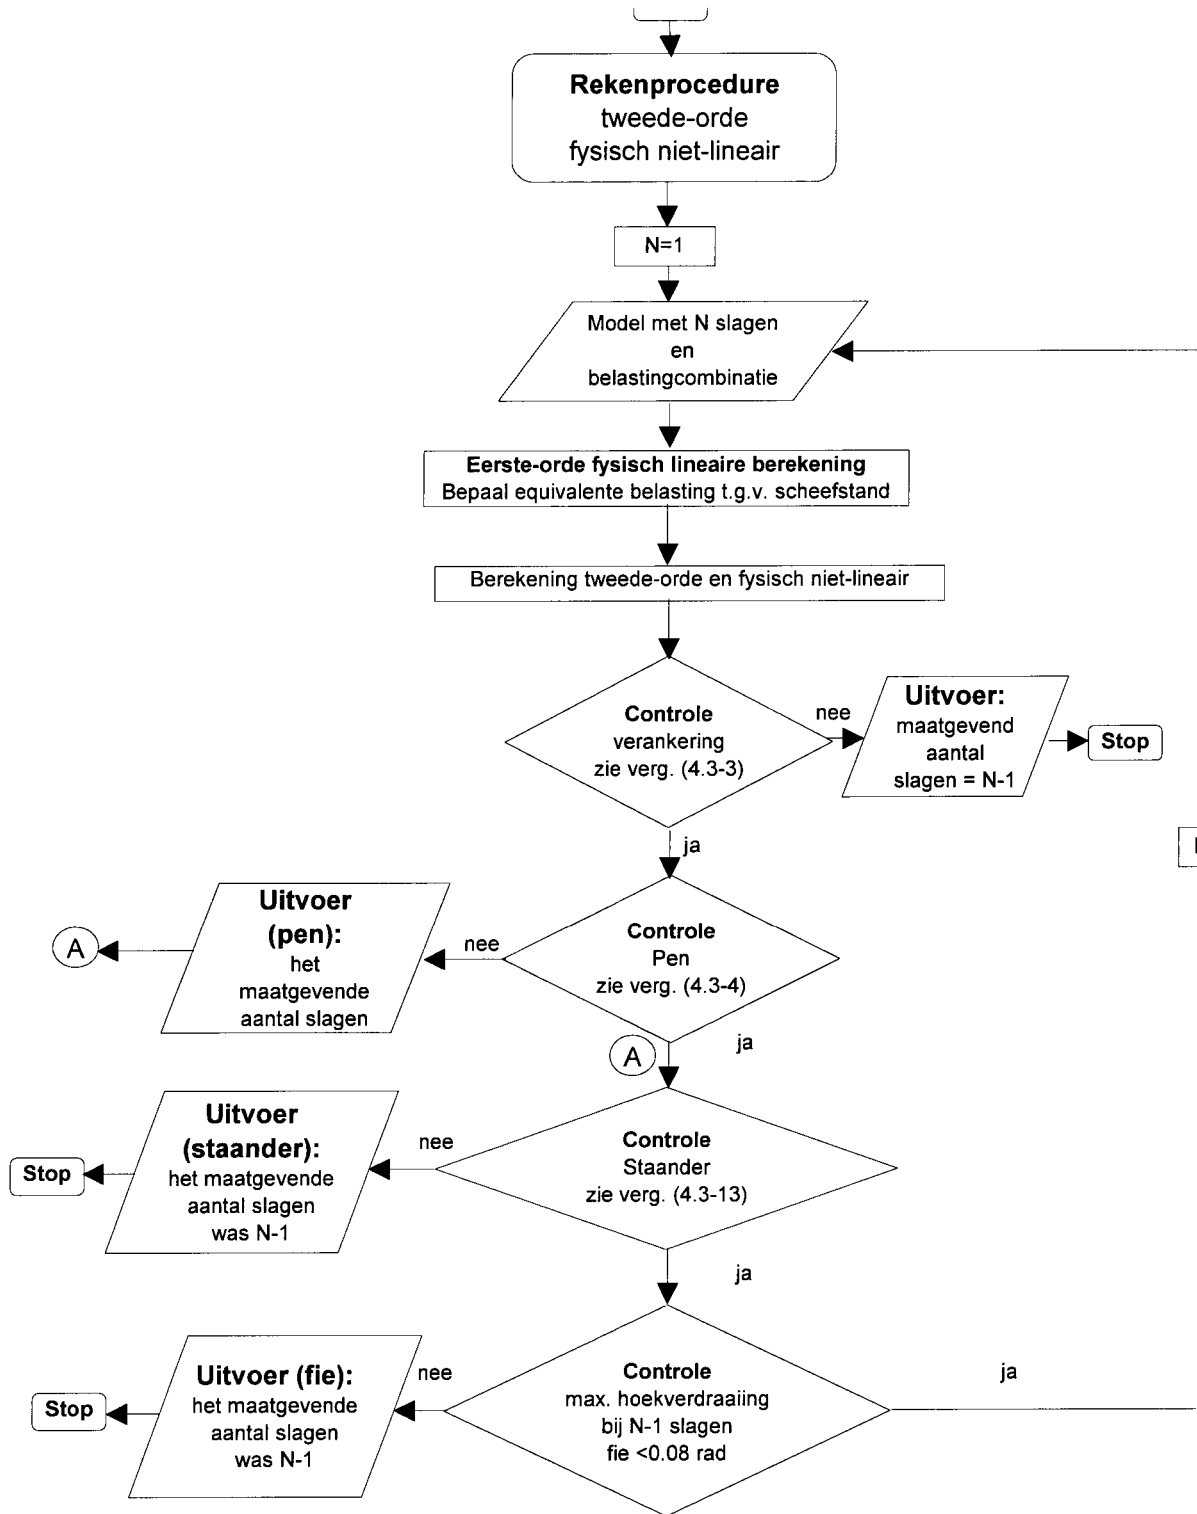 Rekenprocedure
tweede-orde
fysisch niet-lineair
N=1
Model met N slagen
en
belastingcombinatie
Eerste-orde fysisch lineaire berekening
Bepaal equivalente belasting t.g.v. scheefstand
Berekening tweede-orde en fysisch niet-lineair
Controle
verankering
zie verg. (4.3-3)
nee
Uitvoer:
maatgevend
aantal
slagen = N-1
Stop
ja
Controle
Pen
zie verg. (4.3-4)
nee
Uitvoer
(pen):
het
maatgevende
aantal slagen
A
A
ja
Controle
Staander
zie verg. (4.3-13)
nee
Uitvoer
(staander):
het maatgevende
aantal slagen
was N-1
Stop
ja
Controle
max. hoekverdraaiing
bij N-1 slagen
fie <0.08 rad
nee
Uitvoer (fie):
het maatgevende
aantal slagen
was N-1
Stop
ja